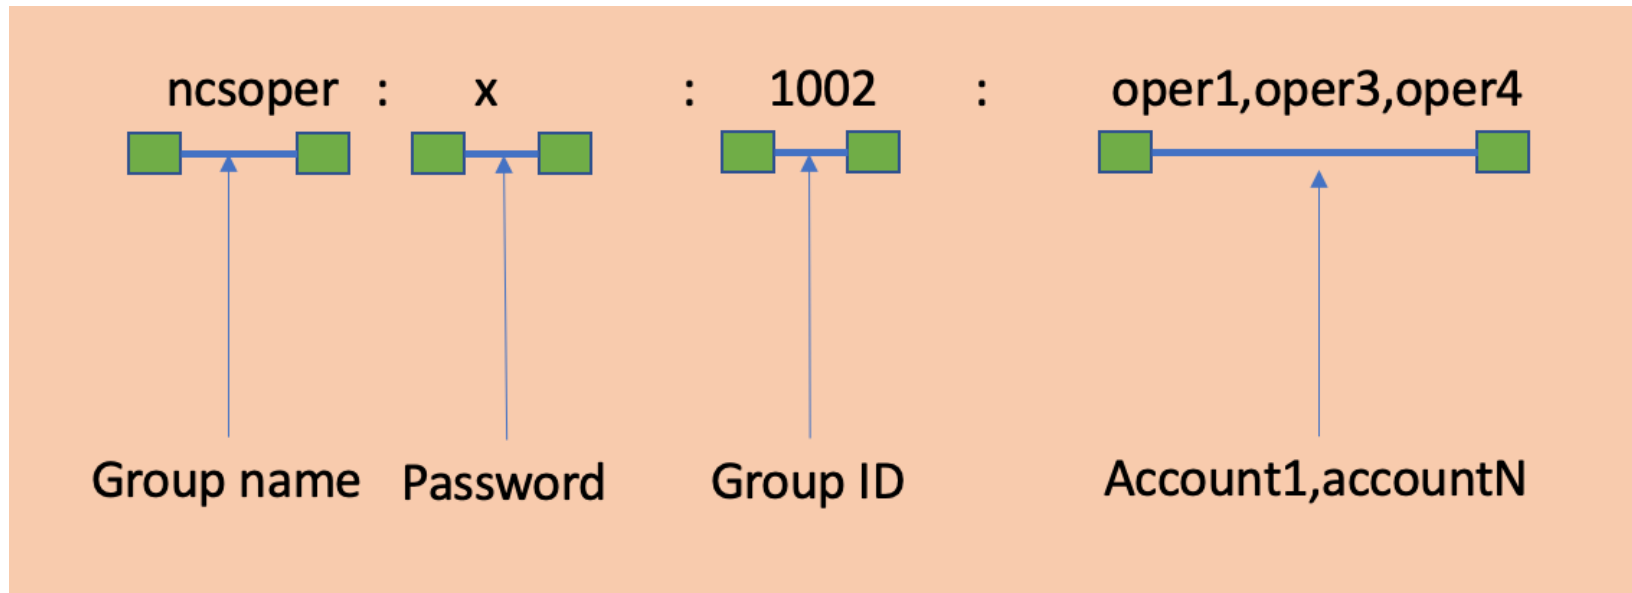 ncsoper : x : 1002 : oper1,oper3,oper4
Group name Password Group ID Account1,accountN